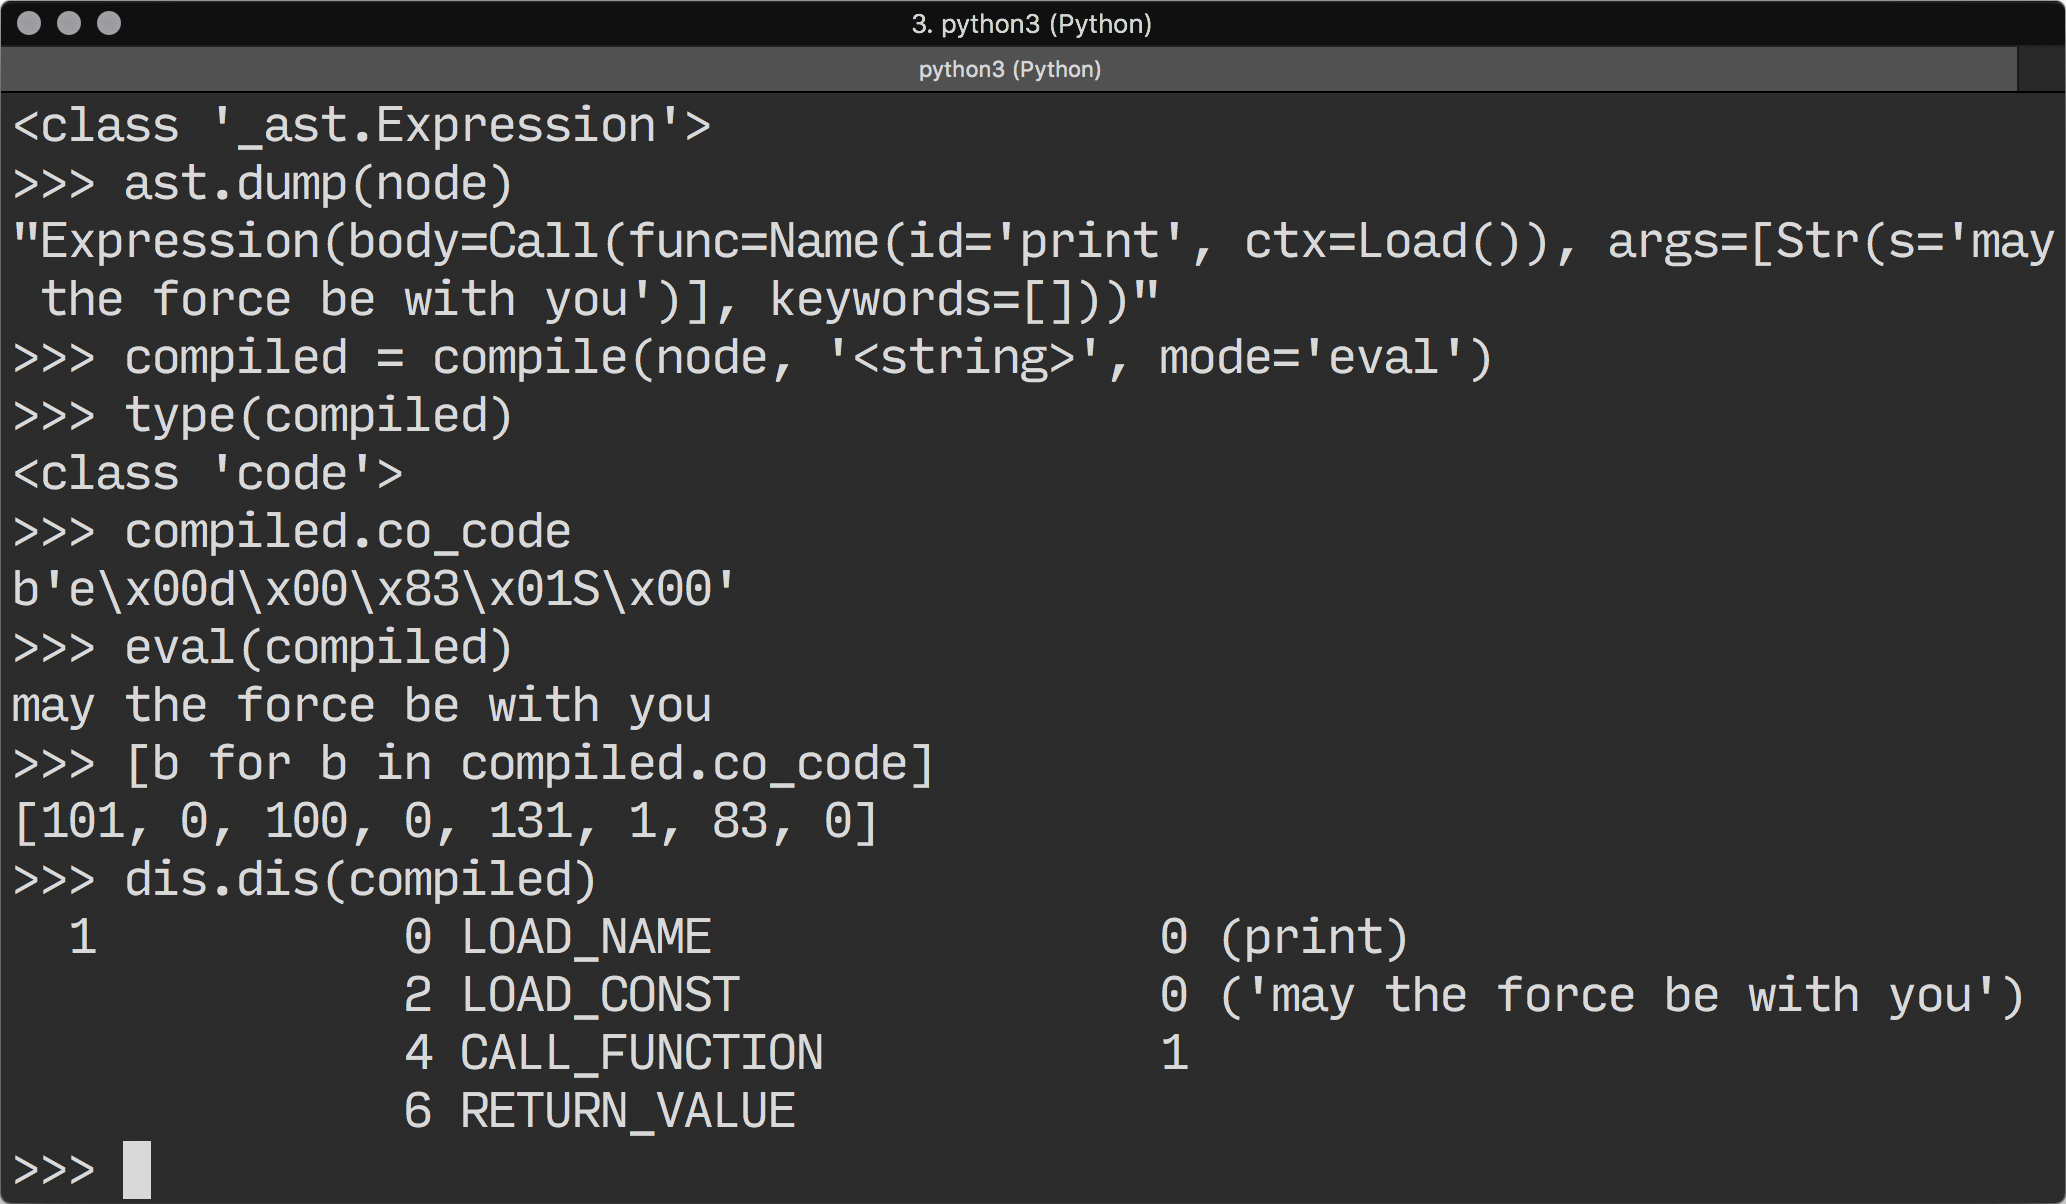 3. python3 (Python)
python3 (Python)
<class '_ast.Expression'>
>>> ast.dump(node)
"Expression(body=Call(func=Name(id='print', ctx=Load()), args=[Str(s='may
 the force be with you')], keywords=[]))"
>>> compiled = compile(node, '<string>', mode='eval')
>>> type(compiled)
<class 'code'>
>>> compiled.co_code
b'e\x00d\x00\x83\x01S\x00'
>>> eval(compiled)
may the force be with you
>>> [b for b in compiled.co_code]
[101, 0, 100, 0, 131, 1, 83, 0]
>>> dis.dis(compiled)
  1           0 LOAD_NAME                0 (print)
              2 LOAD_CONST               0 ('may the force be with you')
              4 CALL_FUNCTION            1
              6 RETURN_VALUE
>>>